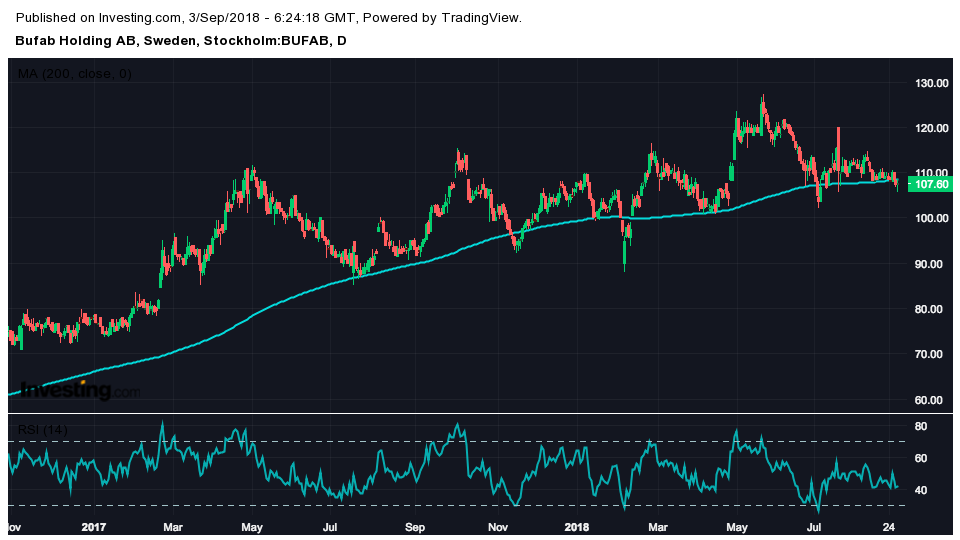 Published on Investing.com, 3/Sep/2018 - 6:24:18 GMT, Powered by TradingView.
Bufab Holding AB, Sweden, Stockholm:BUFAB, D
MA (200, close, 0)
130.00
120.00
110.00
107.60
100.00
90.00
80.00
70.00
60.00
Investing.com
RSI (14)
80
60
40
ov 2017 Mar May Jul Sep Nov 2018 Mar May Jul 24